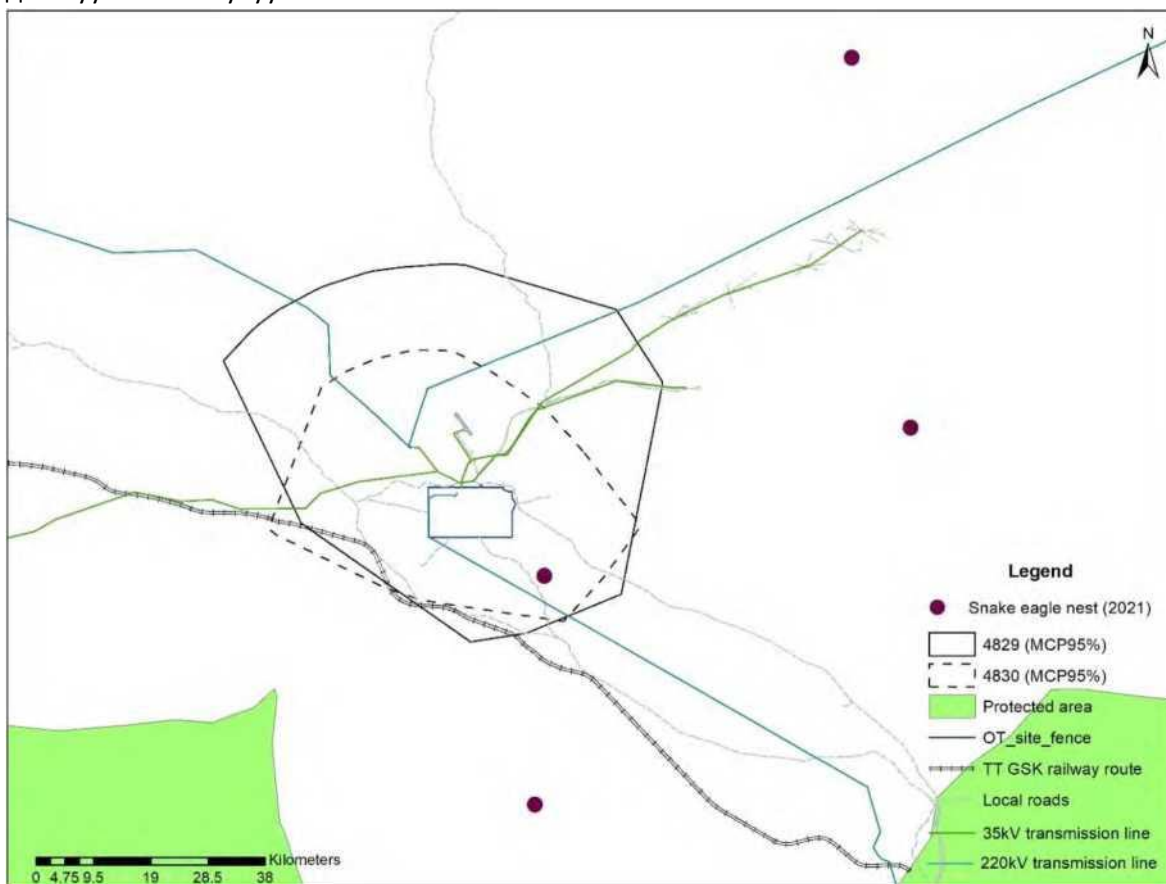 N
Legend
Snake eagle nest (2021)
4829 (MCP95%)
4830 (MCP95%)
Protected area
OT_site_fence
TT GSK railway route
Local roads
35kV transmission line
220kV transmission line
Kilometers
0 4.75 9.5 19 28.5 38